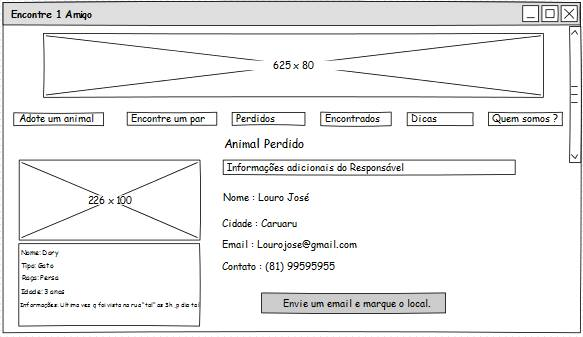 Encontre 1 Amigo
625 x 80
Adote um animal
Encontre um par
Perdidos
Encontrados
Dicas
Quem somos ?
Animal Perdido
Informações adicionais do Responsável
226 x 100
Nome : Louro José
Cidade : Caruaru
Email : Lourojose@gmail.com
Contato : (81) 99595955
Nome: Dory
Tipo: Gato
Raça: Persa
Idade: 3 anos
Informações: Ultima ves q foi vista na rua "tal" as 3h ,p dia tal
Envie um email e marque o local.